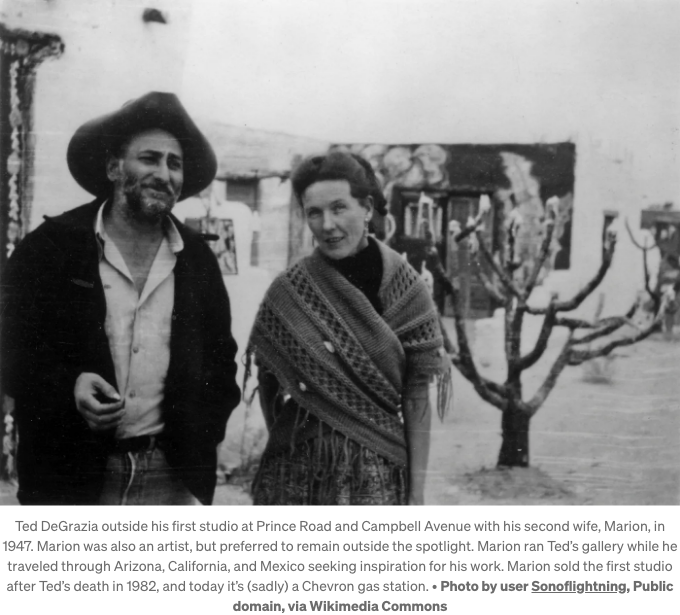 Ted DeGrazia outside his first studio at Prince Road and Campbell Avenue with his second wife, Marion, in
1947. Marion was also an artist, but preferred to remain outside the spotlight. Marion ran Ted's gallery while he
traveled through Arizona, California, and Mexico seeking inspiration for his work. Marion sold the first studio
after Ted's death in 1982, and today it's (sadly) a Chevron gas station. • Photo by user Sonoflightning, Public
domain, via Wikimedia Commons